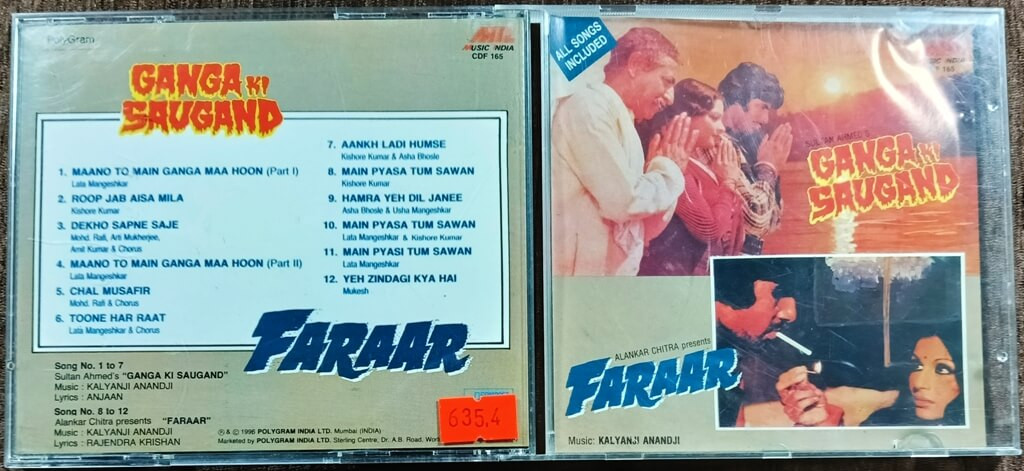 PolyGram
MUSIC INDIA
CDF 165
GANGA KI
SAUGAND
1. MAANO TO MAIN GANGA MAA HOON (Part I)
Lata Mangeshkar
2. ROOP JAB AISA MILA
Kishore Kumar
3. DEKHO SAPNE SAJE
Mohd. Rafi, Arti Mukherjee,
Amit Kumar & Chorus
4. MAANO TO MAIN GANGA MAA HOON (Part II)
Lata Mangeshkar
5. CHAL MUSAFIR
Mohd. Rafi & Chorus
6. TOONE HAR RAAT
Lata Mangeshkar & Chorus
7. AANKH LADI HUMSE
Kishore Kumar & Asha Bhosle
8. MAIN PYASA TUM SAWAN
Kishore Kumar
9. HAMRA YEH DIL JANEE
Asha Bhosle & Usha Mangeshkar
10. MAIN PYASA TUM SAWAN
Lata Mangeshkar & Kishore Kumar
11. MAIN PYASI TUM SAWAN
Lata Mangeshkar
12. YEH ZINDAGI KYA HAI
Mukesh
FARAAR
Song No. 1 to 7
Sultan Ahmed's "GANGA KI SAUGAND"
Music : KALYANJI ANANDJI
Lyrics : ANJAAN
Song No. 8 to 12
Alankar Chitra presents "FARAAR"
Music : KALYANJI ANANDJI
Lyrics : RAJENDRA KRISHAN
℗ & © 1996 POLYGRAM INDIA LTD. Mumbai (INDIA)
Marketed by POLYGRAM INDIA LTD. Sterling Centre, Dr. A.B. Road,
635,4
ALL SONGS
INCLUDED
SULTAN AHMED'S
GANGA KI
SAUGAND
ALANKAR CHITRA presents
FARAAR
Music: KALYANJI ANANDJI